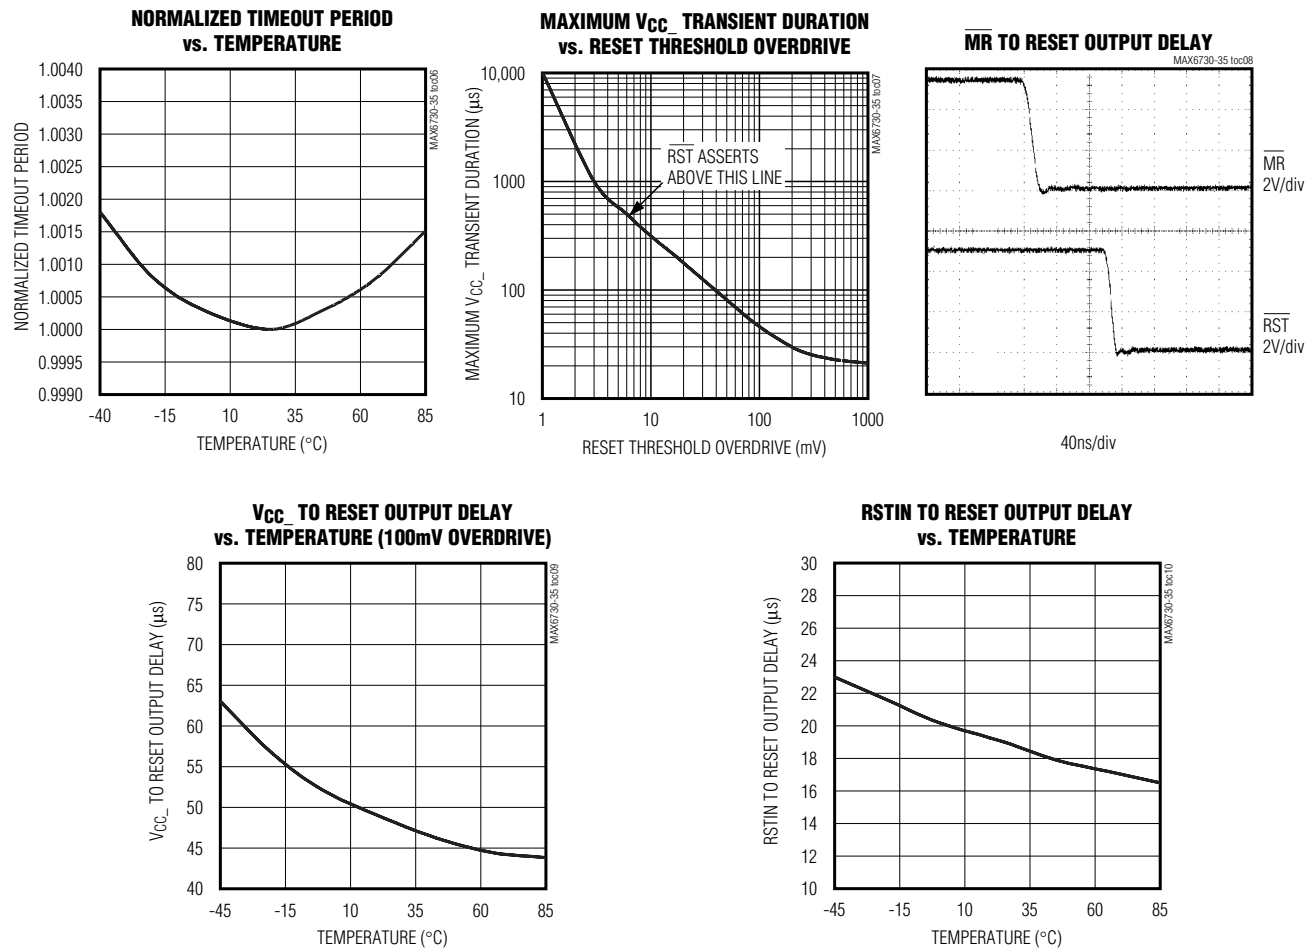 NORMALIZED TIMEOUT PERIOD
vs. TEMPERATURE
MAX6730-35 toc06
NORMALIZED TIMEOUT PERIOD
1.0040
1.0035
1.0030
1.0025
1.0020
1.0015
1.0010
1.0005
1.0000
0.9995
0.9990
-40 -15 10 35 60 85
TEMPERATURE (°C)
MAXIMUM VCC_ TRANSIENT DURATION
vs. RESET THRESHOLD OVERDRIVE
MAX6730-35 toc07
MAXIMUM VCC_ TRANSIENT DURATION (µs)
10,000
1000
100
10
RST ASSERTS
ABOVE THIS LINE
1 10 100 1000
RESET THRESHOLD OVERDRIVE (mV)
MR TO RESET OUTPUT DELAY
MAX6730-35 toc08
MR
2V/div
RST
2V/div
40ns/div
VCC_ TO RESET OUTPUT DELAY
vs. TEMPERATURE (100mV OVERDRIVE)
MAX6730-35 toc09
VCC_ TO RESET OUTPUT DELAY (µs)
80
75
70
65
60
55
50
45
40
-45 -15 10 35 60 85
TEMPERATURE (°C)
RSTIN TO RESET OUTPUT DELAY
vs. TEMPERATURE
MAX6730-35 toc10
RSTIN TO RESET OUTPUT DELAY (µs)
30
28
26
24
22
20
18
16
14
12
10
-45 -15 10 35 60 85
TEMPERATURE (°C)